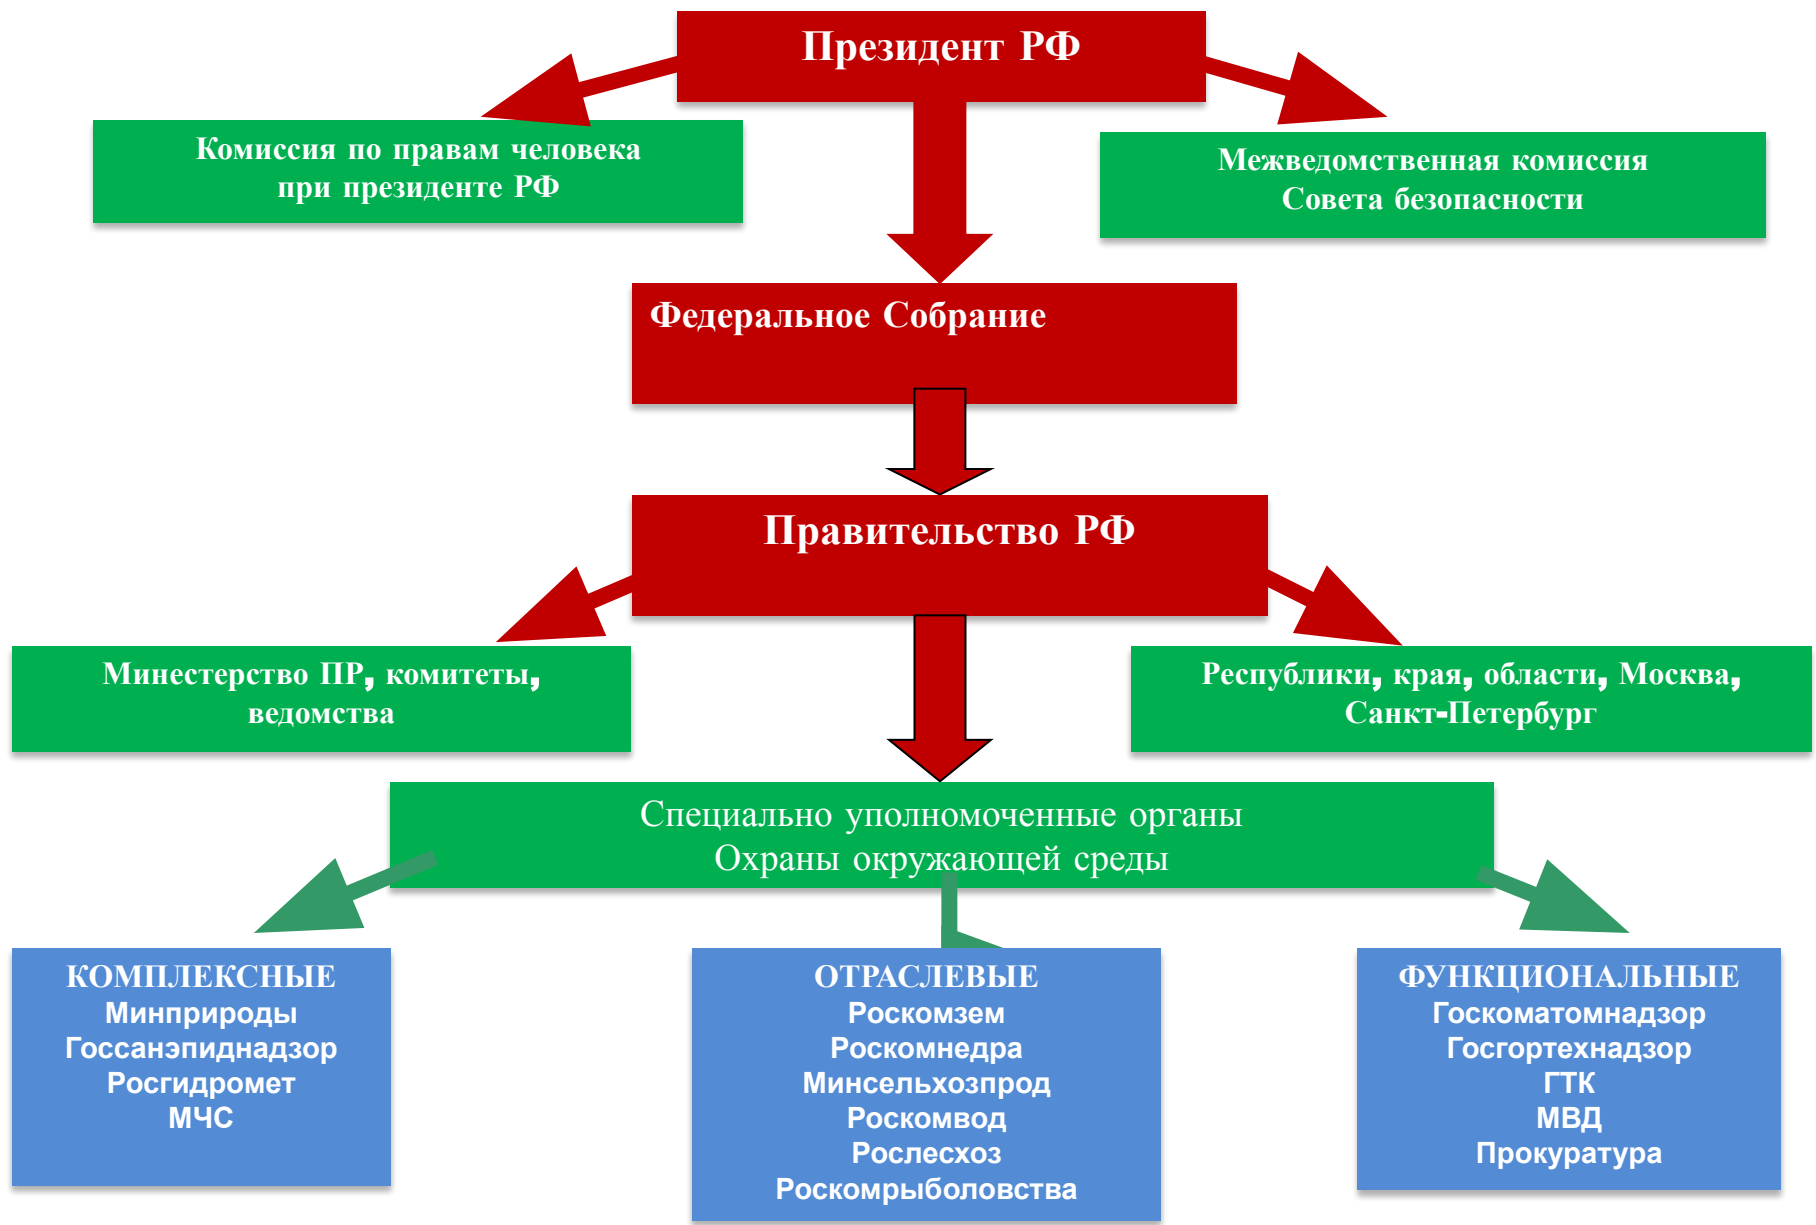 Президент РФ
Комиссия по правам человека
при президенте РФ
Межведомственная комиссия
Совета безопасности
Федеральное Собрание
Правительство РФ
Минестерство ПР, комитеты,
ведомства
Республики, края, области, Москва,
Санкт-Петербург
Специально уполномоченные органы
Охраны окружающей среды
КОМПЛЕКСНЫЕ
Минприроды
Госсанэпиднадзор
Росгидромет
МЧС
ОТРАСЛЕВЫЕ
Роскомзем
Роскомнедра
Минсельхозпрод
Роскомвод
Рослесхоз
Роскомрыболовства
ФУНКЦИОНАЛЬНЫЕ
Госкоматомнадзор
Госгортехнадзор
ГТК
МВД
Прокуратура